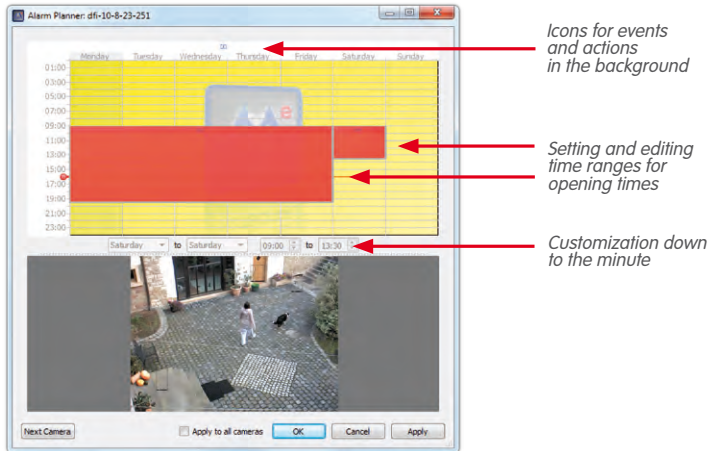 Alarm Planner: dfi-10-8-23-251
Monday Tuesday Wednesday Thursday Friday Saturday Sunday
01:00
03:00
05:00
07:00
09:00
11:00
13:00
15:00
17:00
19:00
21:00
23:00
Saturday to Saturday 09:00 to 13:30
Next Camera Apply to all cameras OK Cancel Apply
Icons for events
and actions
in the background
Setting and editing
time ranges for
opening times
Customization down
to the minute